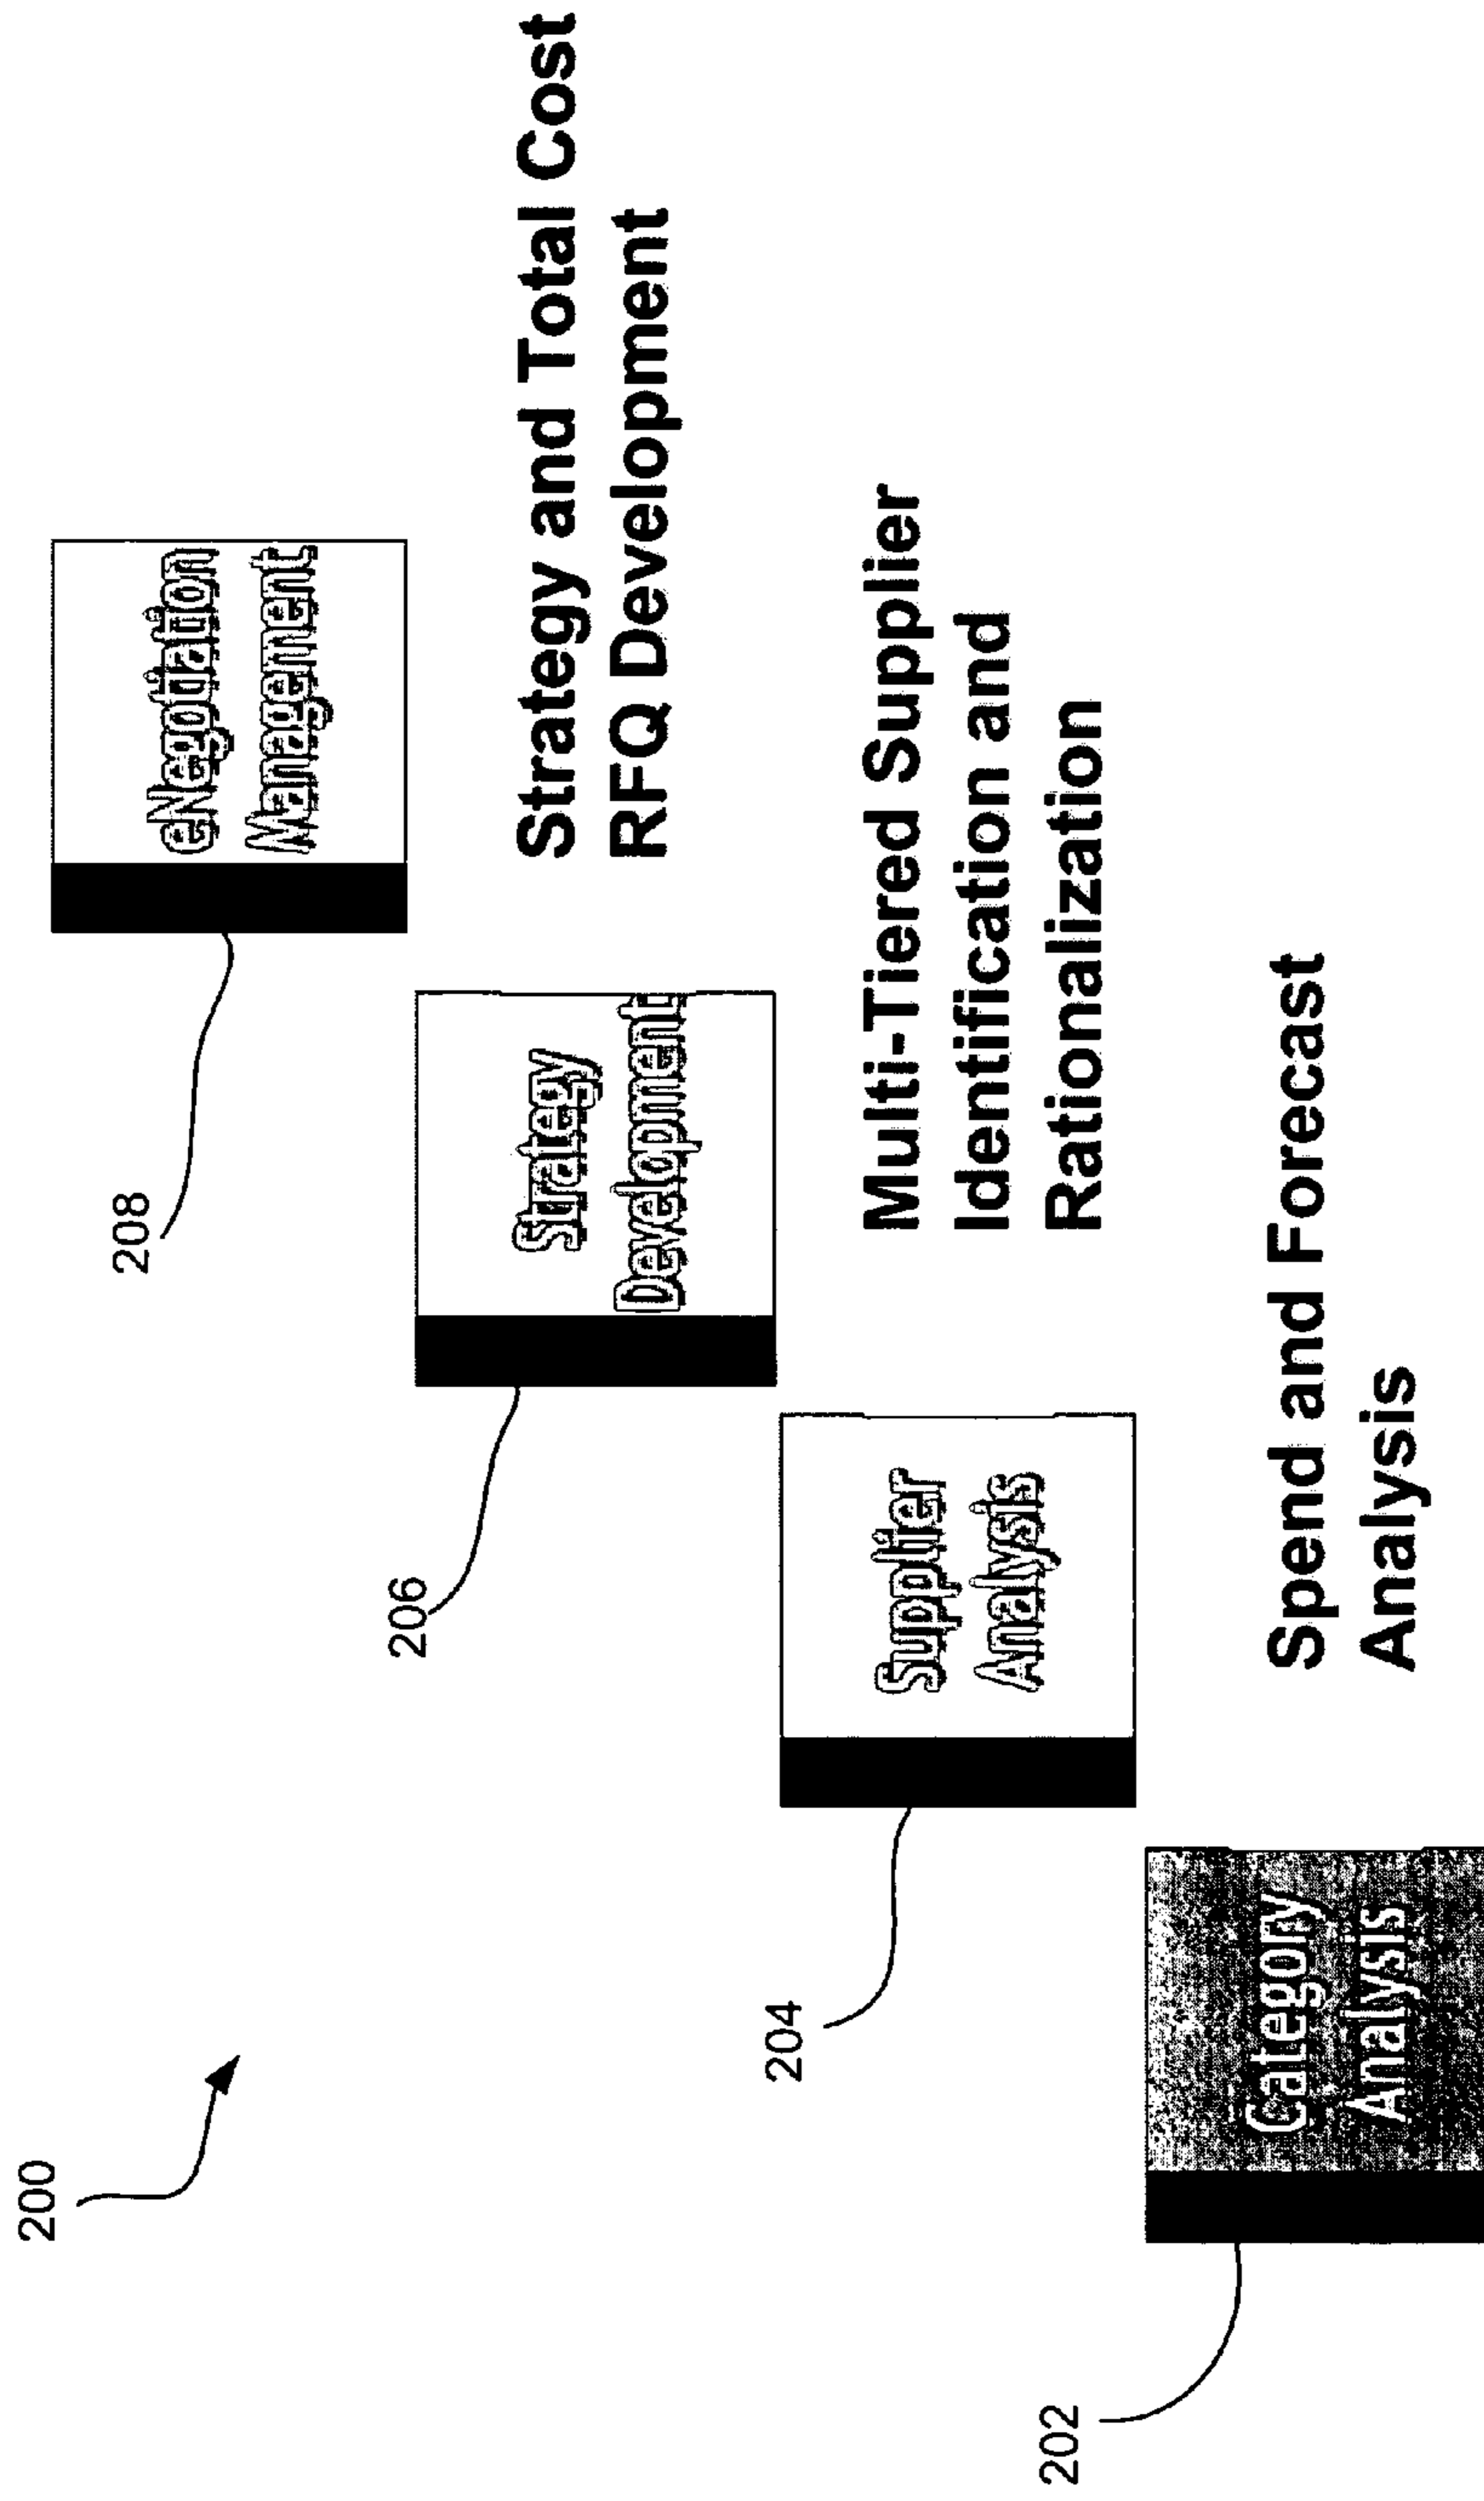 200
208
eNegotiation
Management
206
Strategy
Development
Strategy and Total Cost
RFQ Development
204
Supplier
Analysis
Multi-Tiered Supplier
Identification and
Rationalization
202
Category
Analysis
Spend and Forecast
Analysis